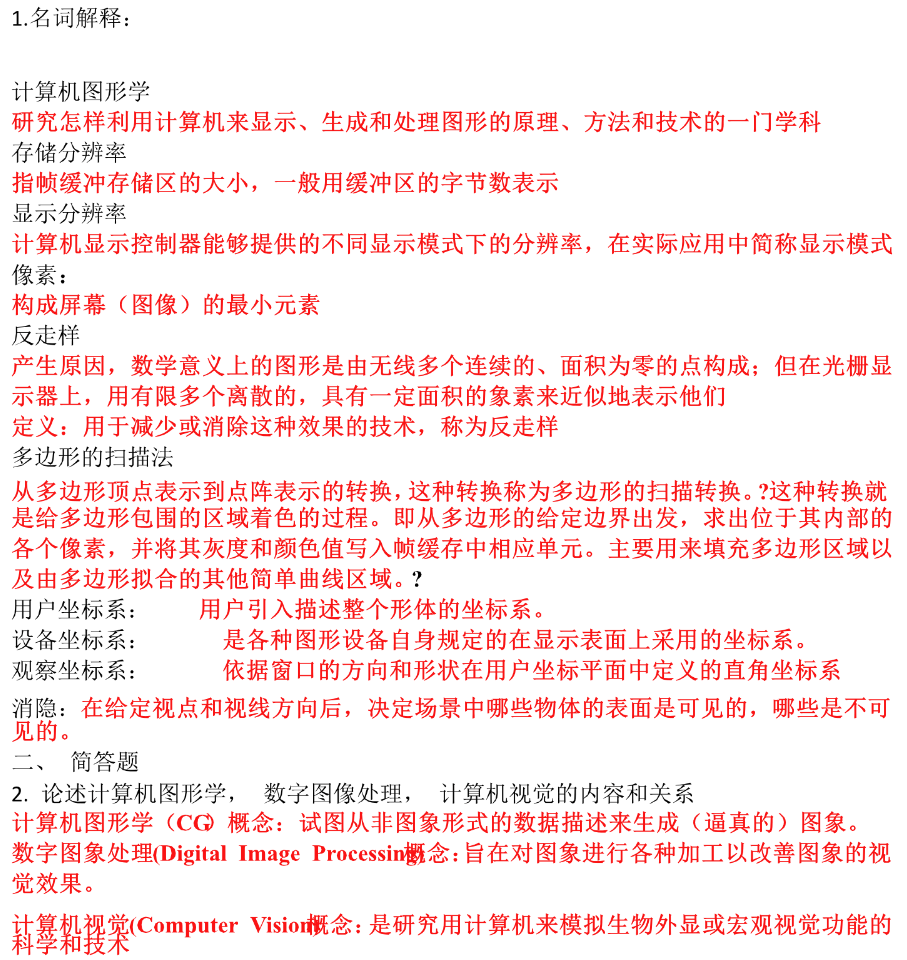 1.名词解释：
计算机图形学
研究怎样利用计算机来显示、生成和处理图形的原理、方法和技术的一门学科
存储分辨率
指帧缓冲存储区的大小，一般用缓冲区的字节数表示
显示分辨率
计算机显示控制器能够提供的不同显示模式下的分辨率，在实际应用中简称显示模式
像素：
构成屏幕（图像）的最小元素
反走样
产生原因，数学意义上的图形是由无线多个连续的、面积为零的点构成；但在光栅显
示器上，用有限多个离散的，具有一定面积的象素来近似地表示他们
定义：用于减少或消除这种效果的技术，称为反走样
多边形的扫描法
从多边形顶点表示到点阵表示的转换，这种转换称为多边形的扫描转换。?这种转换就
是给多边形包围的区域着色的过程。即从多边形的给定边界出发，求出位于其内部的
各个像素，并将其灰度和颜色值写入帧缓存中相应单元。主要用来填充多边形区域以
及由多边形拟合的其他简单曲线区域。?
用户坐标系： 用户引入描述整个形体的坐标系。
设备坐标系： 是各种图形设备自身规定的在显示表面上采用的坐标系。
观察坐标系： 依据窗口的方向和形状在用户坐标平面中定义的直角坐标系
消隐：在给定视点和视线方向后，决定场景中哪些物体的表面是可见的，哪些是不可
见的。
二、 简答题
2. 论述计算机图形学， 数字图像处理， 计算机视觉的内容和关系
计算机图形学（CG）概念：试图从非图象形式的数据描述来生成（逼真的）图象。
数字图象处理(Digital Image Processing)概念：旨在对图象进行各种加工以改善图象的视
觉效果。
计算机视觉(Computer Vision)概念：是研究用计算机来模拟生物外显或宏观视觉功能的
科学和技术